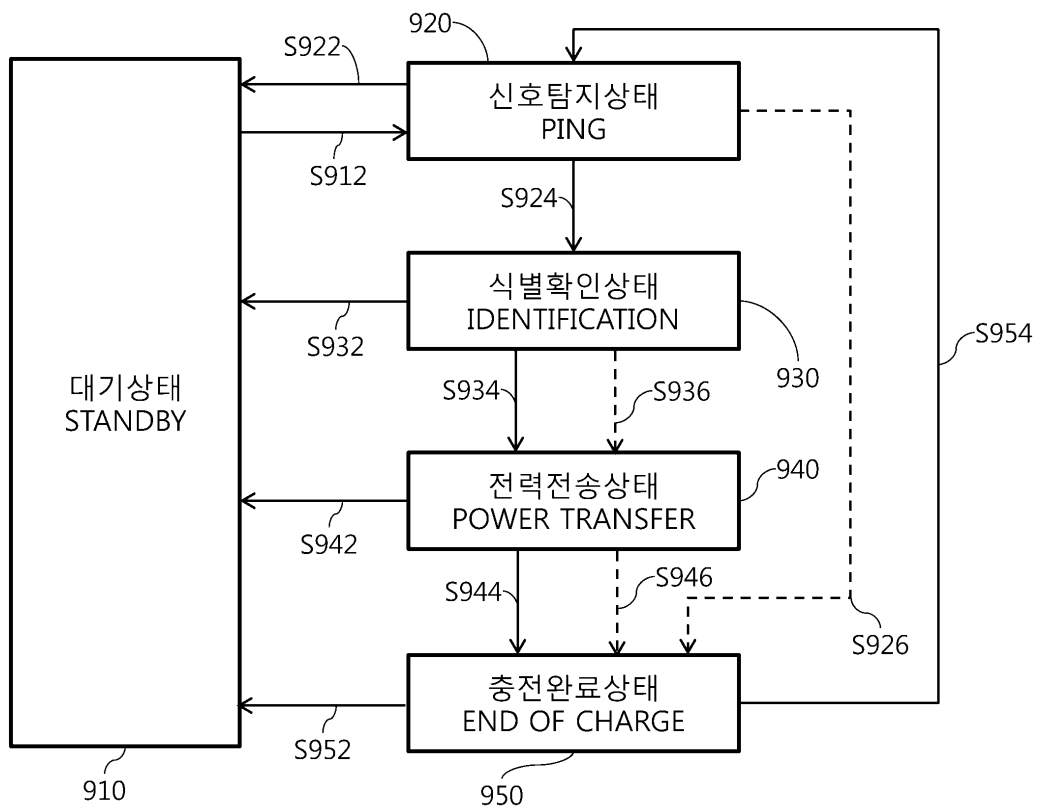 920
S922
신호탐지상태
PING
S912
S924
식별확인상태
IDENTIFICATION
S932
930
S954
대기상태
STANDBY
S934
S936
940
전력전송상태
POWER TRANSFER
S942
S944
S946
S926
충전완료상태
END OF CHARGE
S952
910
950